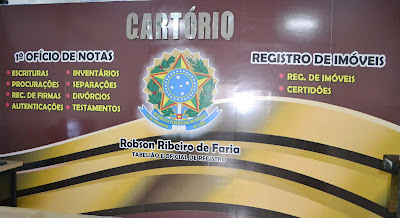 CARTÓRIO
1º OFÍCIO DE NOTAS
• ESCRITURAS
• PROCURAÇÕES
• REC. DE FIRMAS
• AUTENTICAÇÕES
• INVENTÁRIOS
• SEPARAÇÕES
• DIVÓRCIOS
• TESTAMENTOS
REGISTRO DE IMÓVEIS
• REG. DE IMÓVEIS
• CERTIDÕES
Robson Ribeiro de Faria
TABELIÃO E OFICIAL DE REGISTRO